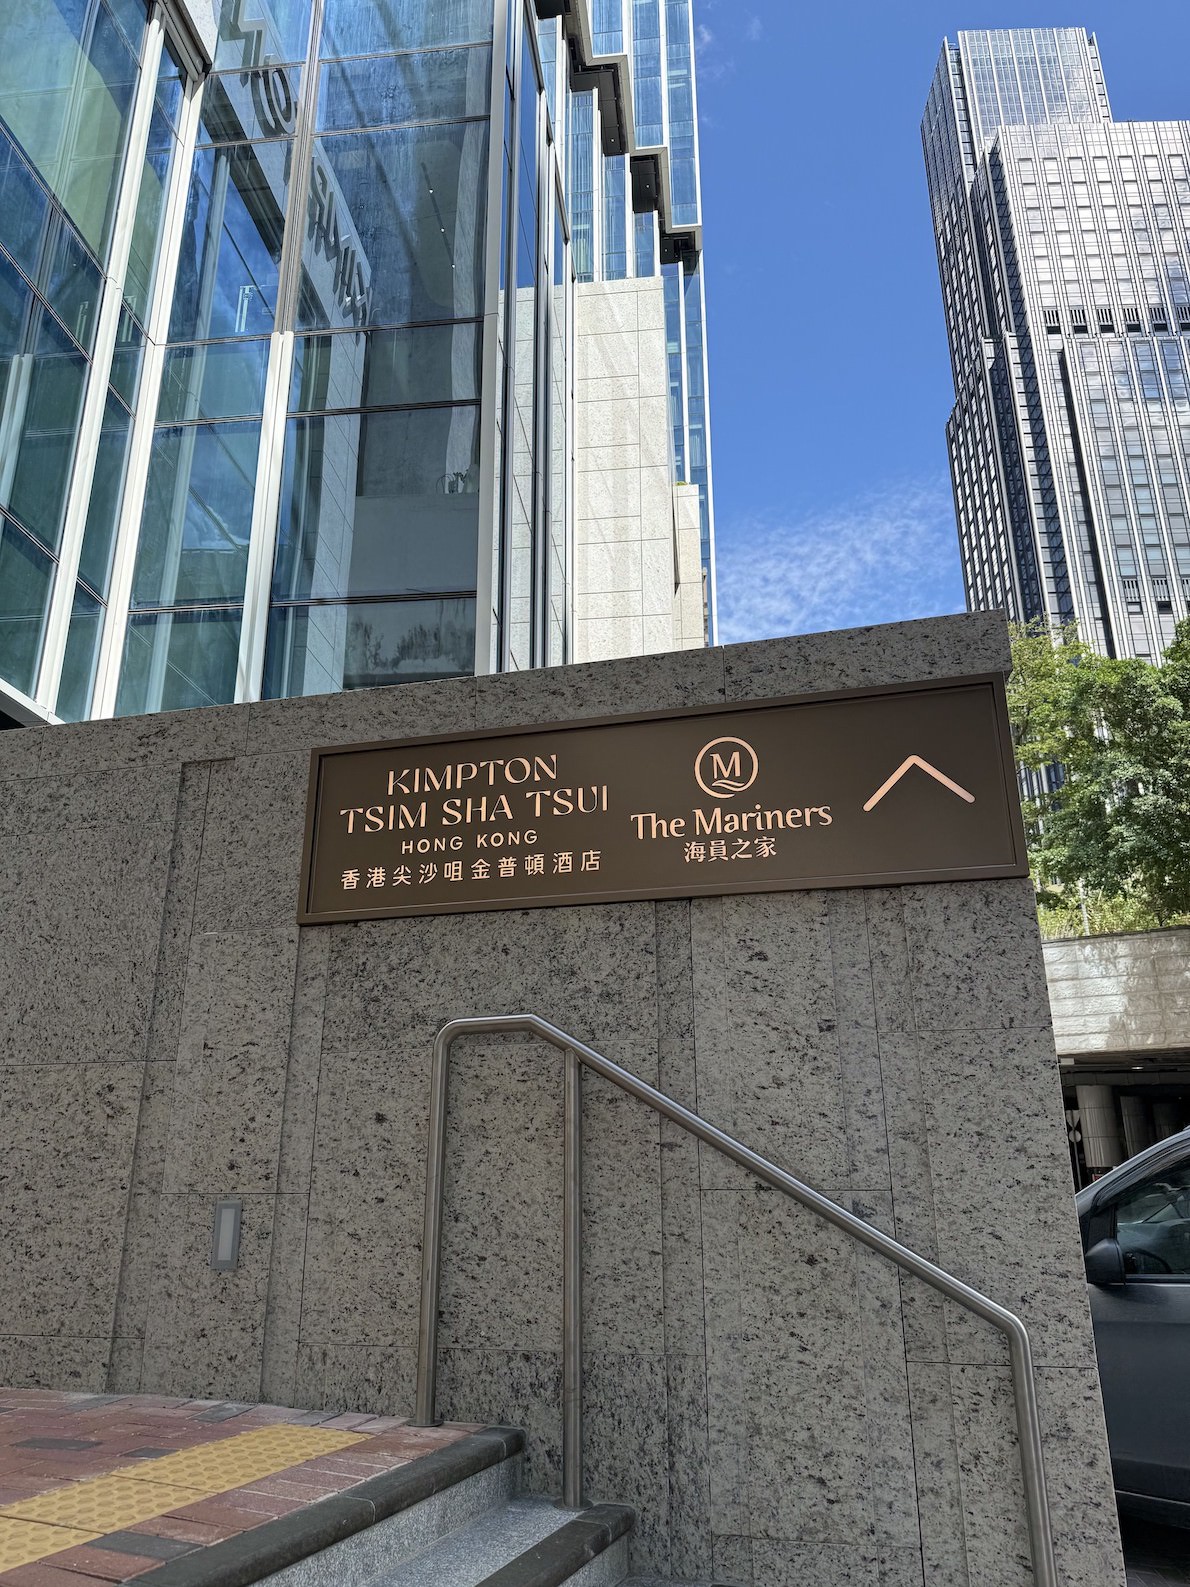 KIMPTON
TSIM SHA TSUI
HONG KONG
香港尖沙咀金普頓酒店
M
The Mariners
海員之家